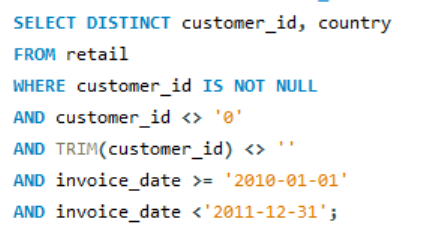 SELECT DISTINCT customer_id, country
FROM retail
WHERE customer_id IS NOT NULL
AND customer_id <> '0'
AND TRIM(customer_id) <> ''
AND invoice_date >= '2010-01-01'
AND invoice_date <'2011-12-31';